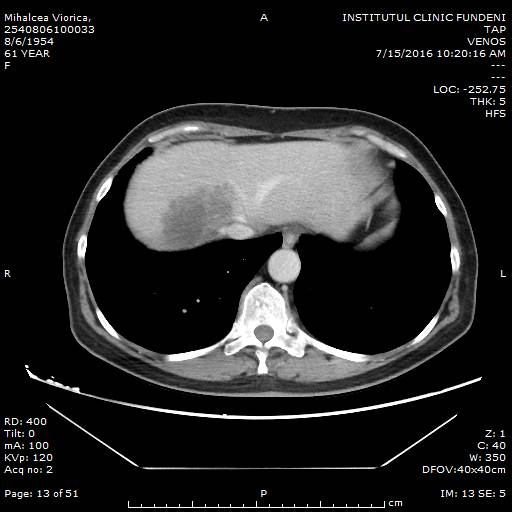 Mihalcea Viorica,
2540806100033
8/6/1954
61 YEAR
F
A
INSTITUTUL CLINIC FUNDENI
TAP
VENOS
7/15/2016 10:20:16 AM
---
---
LOC: -252.75
THK: 5
HFS
R
L
RD: 400
Tilt: 0
mA: 100
KVp: 120
Acq no: 2
Page: 13 of 51
P
cm
Z: 1
C: 40
W: 350
DFOV:40x40cm
IM: 13 SE: 5